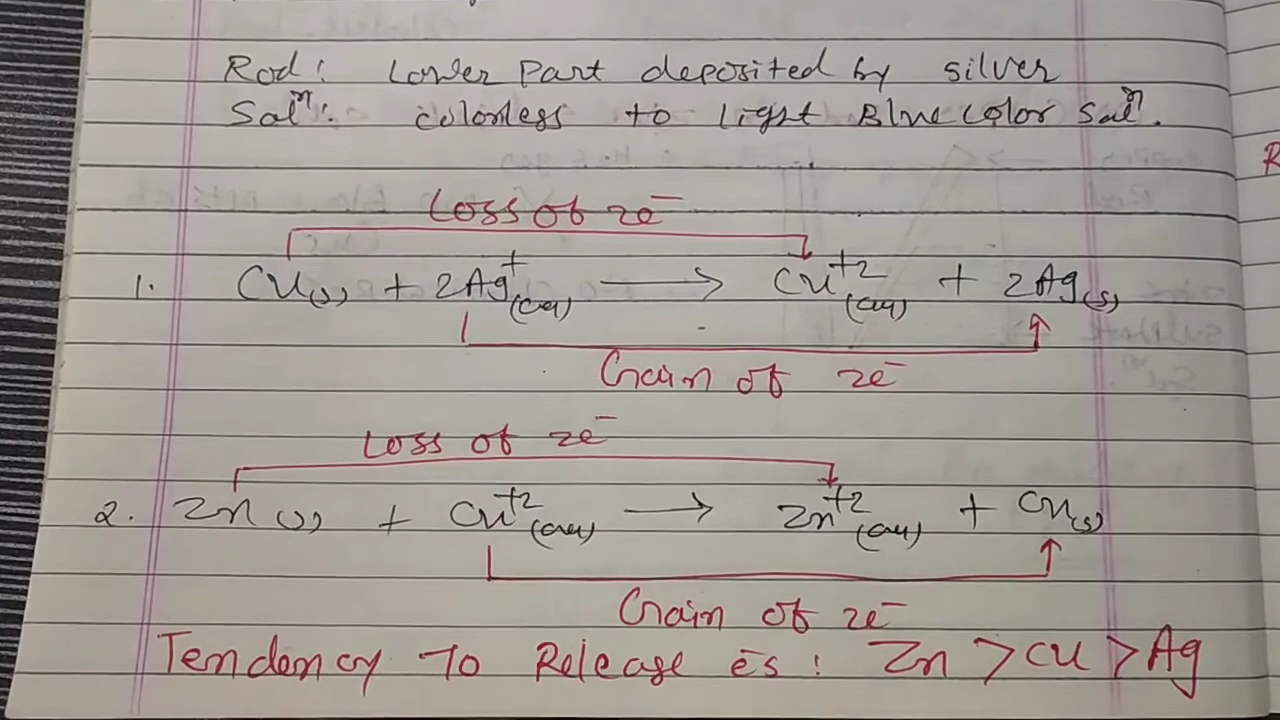 Rod: Lower Part deposited by silver
Solⁿ: colorless to light Blue color Solⁿ.
Loss of 2e⁻
1. Cu(s) + 2Ag⁺(aq) → Cu⁺²(aq) + 2Ag(s)
Gain of 2e⁻
Loss of 2e⁻
2. Zn(s) + Cu⁺²(aq) → Zn⁺²(aq) + Cu(s)
Gain of 2e⁻
Tendency To Release e⁻s: Zn > Cu > Ag